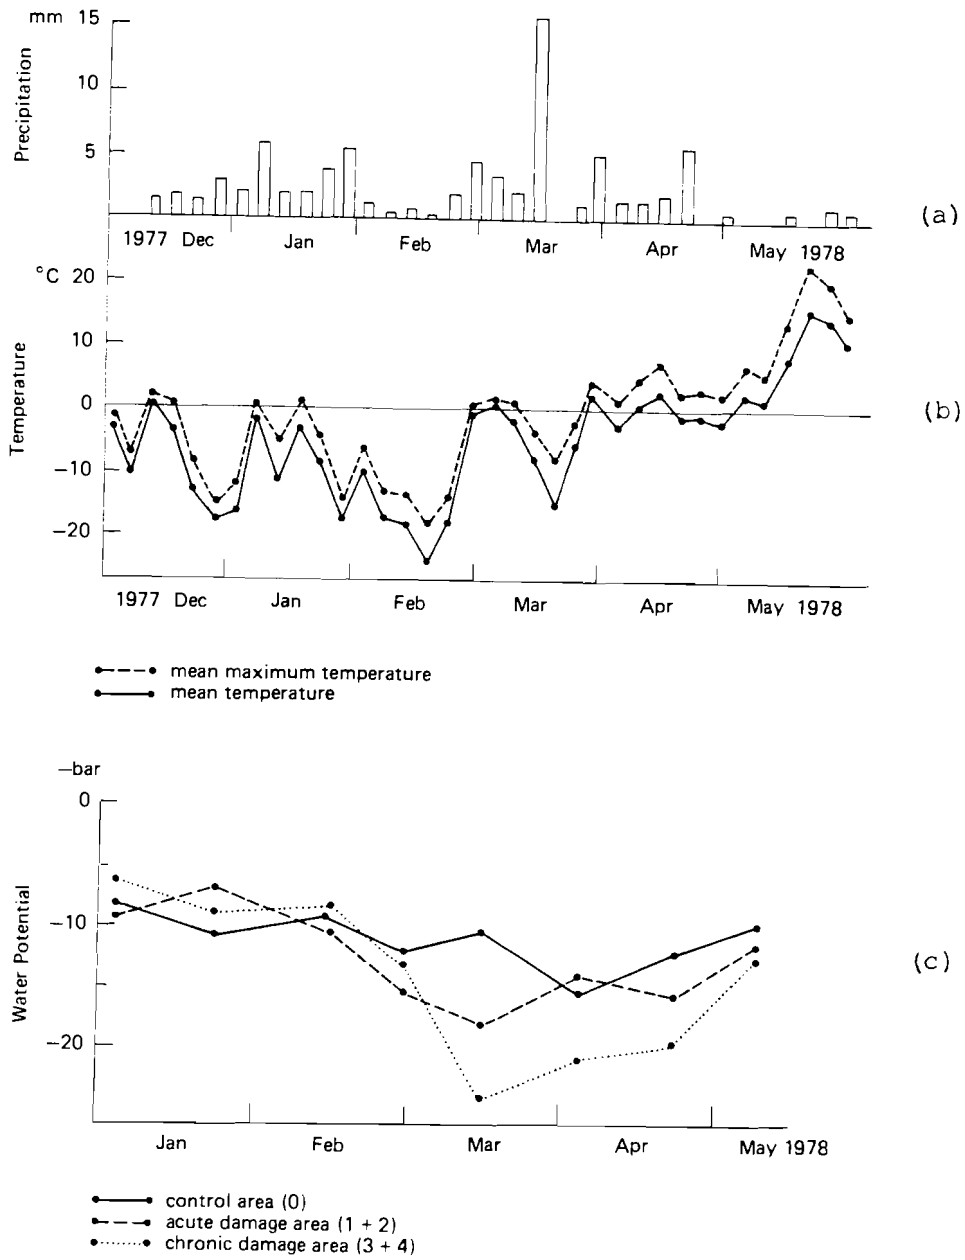 mm 15
10
5
Precipitation
(a)
1977 Dec Jan Feb Mar Apr May 1978
°C 20
10
0
−10
−20
Temperature
(b)
1977 Dec Jan Feb Mar Apr May 1978
mean maximum temperature
mean temperature
−bar
0
−10
−20
Water Potential
(c)
Jan Feb Mar Apr May 1978
control area (0)
acute damage area (1 + 2)
chronic damage area (3 + 4)